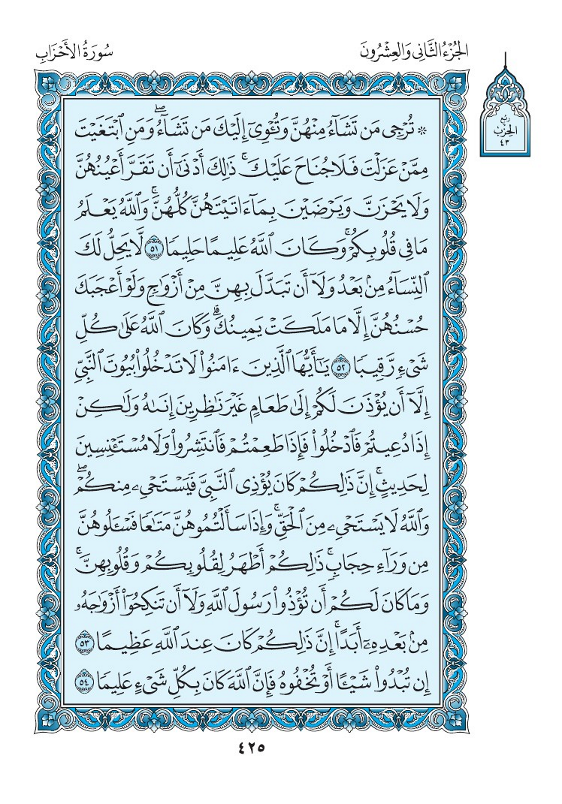 الجُزْءُ الثَّانِي وَالعِشْرُونَ
سُورَةُ الأَحْزَابِ
رُبع
الحِزْب
٤٣
۞ تُرْجِي مَن تَشَآءُ مِنْهُنَّ وَتُـْٔوِيٓ إِلَيْكَ مَن تَشَآءُۖ وَمَنِ ٱبْتَغَيْتَ
مِمَّنْ عَزَلْتَ فَلَا جُنَاحَ عَلَيْكَۚ ذَٰلِكَ أَدْنَىٰٓ أَن تَقَرَّ أَعْيُنُهُنَّ
وَلَا يَحْزَنَّ وَيَرْضَيْنَ بِمَآ ءَاتَيْتَهُنَّ كُلُّهُنَّۚ وَٱللَّهُ يَعْلَمُ
مَا فِي قُلُوبِكُمْۚ وَكَانَ ٱللَّهُ عَلِيمًا حَلِيمًا ٥١ لَّا يَحِلُّ لَكَ
ٱلنِّسَآءُ مِنۢ بَعْدُ وَلَآ أَن تَبَدَّلَ بِهِنَّ مِنْ أَزْوَٰجٖ وَلَوْ أَعْجَبَكَ
حُسْنُهُنَّ إِلَّا مَا مَلَكَتْ يَمِينُكَۗ وَكَانَ ٱللَّهُ عَلَىٰ كُلِّ
شَيْءٖ رَّقِيبًا ٥٢ يَٰٓأَيُّهَا ٱلَّذِينَ ءَامَنُوا۟ لَا تَدْخُلُوا۟ بُيُوتَ ٱلنَّبِيِّ
إِلَّآ أَن يُؤْذَنَ لَكُمْ إِلَىٰ طَعَامٍ غَيْرَ نَٰظِرِينَ إِنَىٰهُ وَلَٰكِنْ
إِذَا دُعِيتُمْ فَٱدْخُلُوا۟ فَإِذَا طَعِمْتُمْ فَٱنتَشِرُوا۟ وَلَا مُسْتَـْٔنِسِينَ
لِحَدِيثٍۚ إِنَّ ذَٰلِكُمْ كَانَ يُؤْذِي ٱلنَّبِيَّ فَيَسْتَحْيِۦ مِنكُمْۖ
وَٱللَّهُ لَا يَسْتَحْيِۦ مِنَ ٱلْحَقِّۚ وَإِذَا سَأَلْتُمُوهُنَّ مَتَٰعًا فَسْـَٔلُوهُنَّ
مِن وَرَآءِ حِجَابٖۚ ذَٰلِكُمْ أَطْهَرُ لِقُلُوبِكُمْ وَقُلُوبِهِنَّۚ
وَمَا كَانَ لَكُمْ أَن تُؤْذُوا۟ رَسُولَ ٱللَّهِ وَلَآ أَن تَنكِحُوٓا۟ أَزْوَٰجَهُۥ
مِنۢ بَعْدِهِۦٓ أَبَدًاۚ إِنَّ ذَٰلِكُمْ كَانَ عِندَ ٱللَّهِ عَظِيمًا ٥٣
إِن تُبْدُوا۟ شَيْـًٔا أَوْ تُخْفُوهُ فَإِنَّ ٱللَّهَ كَانَ بِكُلِّ شَيْءٍ عَلِيمًا ٥٤
٤٢٥